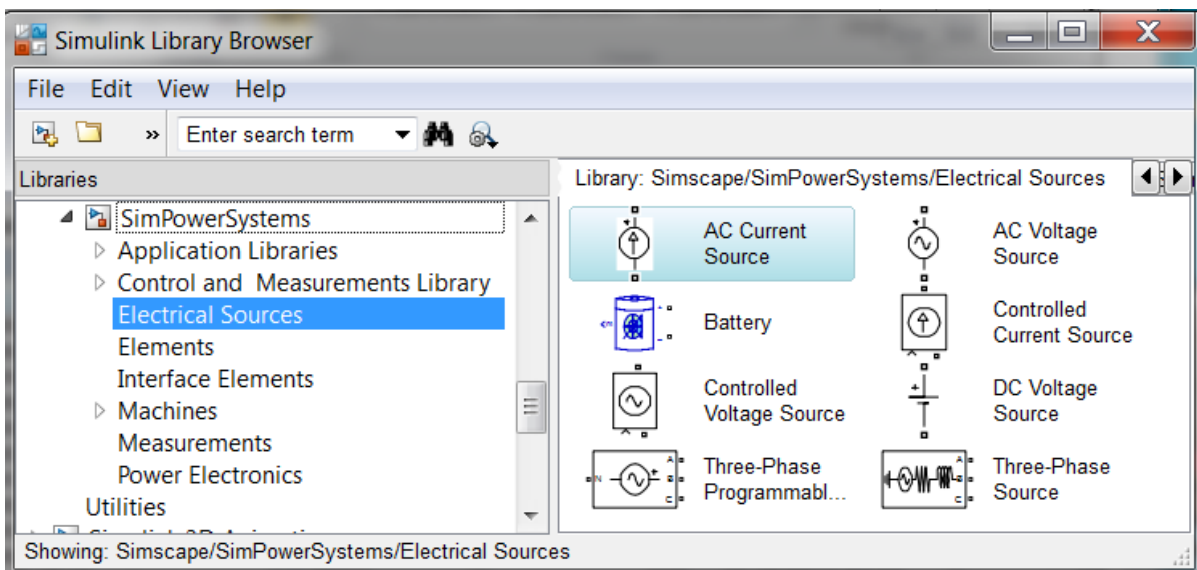 Simulink Library Browser
File Edit View Help
» Enter search term
Libraries
Library: Simscape/SimPowerSystems/Electrical Sources
SimPowerSystems
Application Libraries
Control and Measurements Library
Electrical Sources
Elements
Interface Elements
Machines
Measurements
Power Electronics
Utilities
AC Current
Source
AC Voltage
Source
Battery
Controlled
Current Source
Controlled
Voltage Source
DC Voltage
Source
N
A
B
C
Three-Phase
Programmabl...
A
B
C
Three-Phase
Source
Showing: Simscape/SimPowerSystems/Electrical Sources